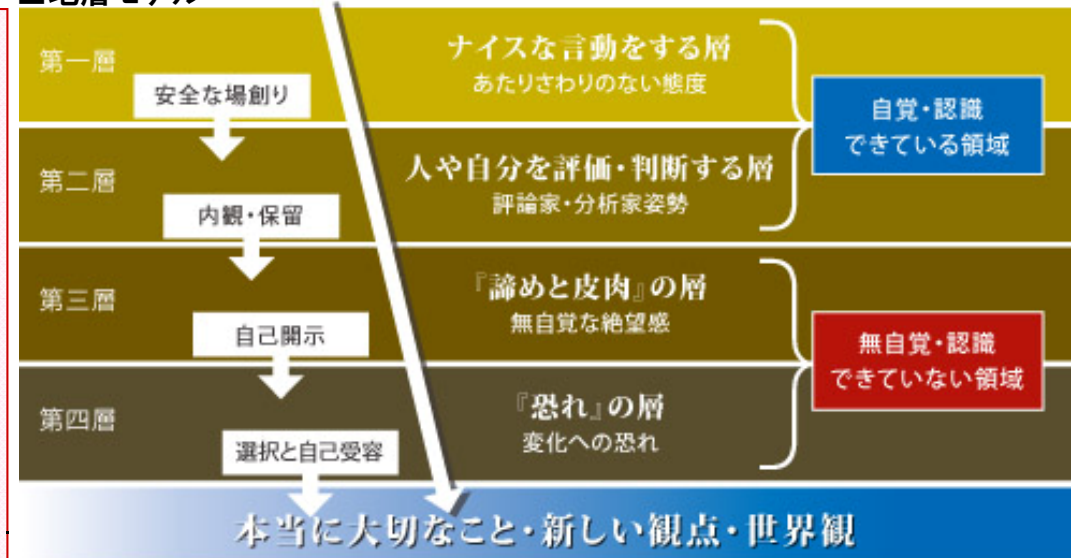 第一層
ナイスな言動をする層
あたりさわりのない態度
安全な場創り
自覚・認識
できている領域
第二層
人や自分を評価・判断する層
評論家・分析家姿勢
内観・保留
第三層
『諦めと皮肉』の層
無自覚な絶望感
自己開示
無自覚・認識
できていない領域
第四層
『恐れ』の層
変化への恐れ
選択と自己受容
本当に大切なこと・新しい観点・世界観